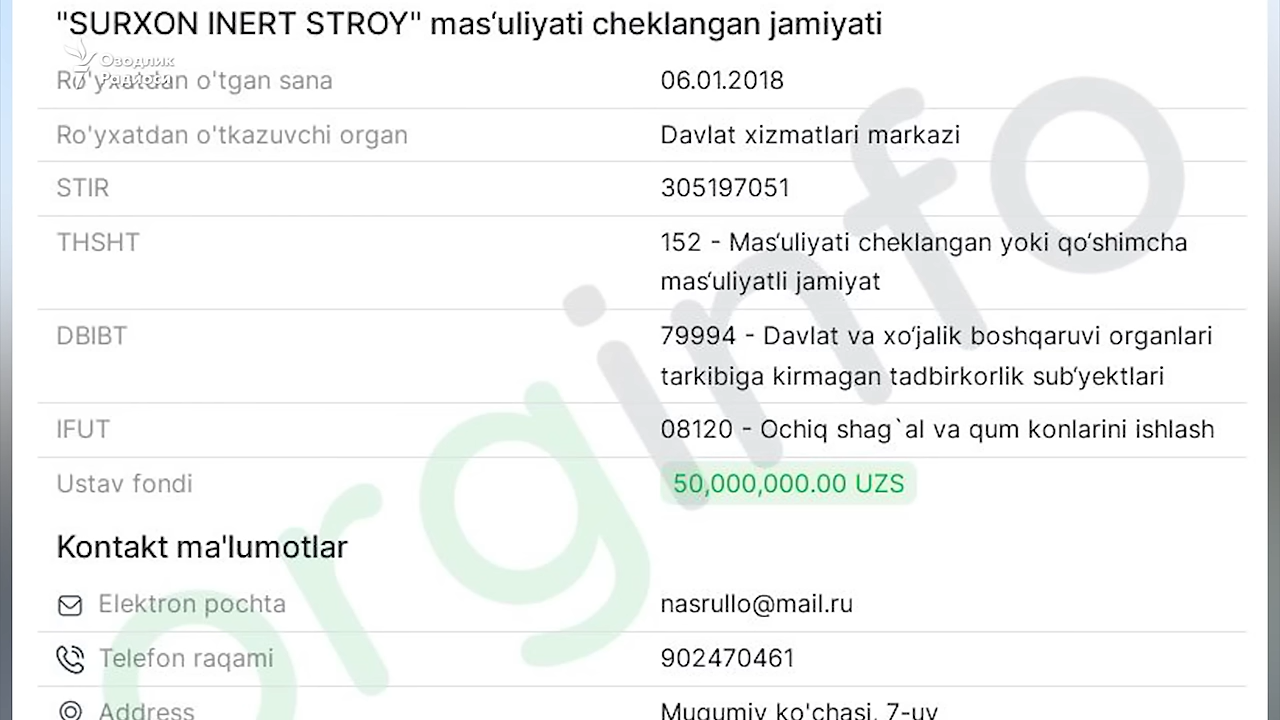 "SURXON INERT STROY" mas‘uliyati cheklangan jamiyati
Озодлик
Радиоси
Ro'yxatdan o'tgan sana 06.01.2018
Ro'yxatdan o'tkazuvchi organ Davlat xizmatlari markazi
STIR 305197051
THSHT 152 - Mas‘uliyati cheklangan yoki qo‘shimcha
mas‘uliyatli jamiyat
DBIBT 79994 - Davlat va xo‘jalik boshqaruvi organlari
tarkibiga kirmagan tadbirkorlik sub‘yektlari
IFUT 08120 - Ochiq shag`al va qum konlarini ishlash
Ustav fondi 50,000,000.00 UZS
Kontakt ma'lumotlar
Elektron pochta nasrullo@mail.ru
Telefon raqami 902470461
Address Muqumiy ko'chasi, 7-uy
orginfo